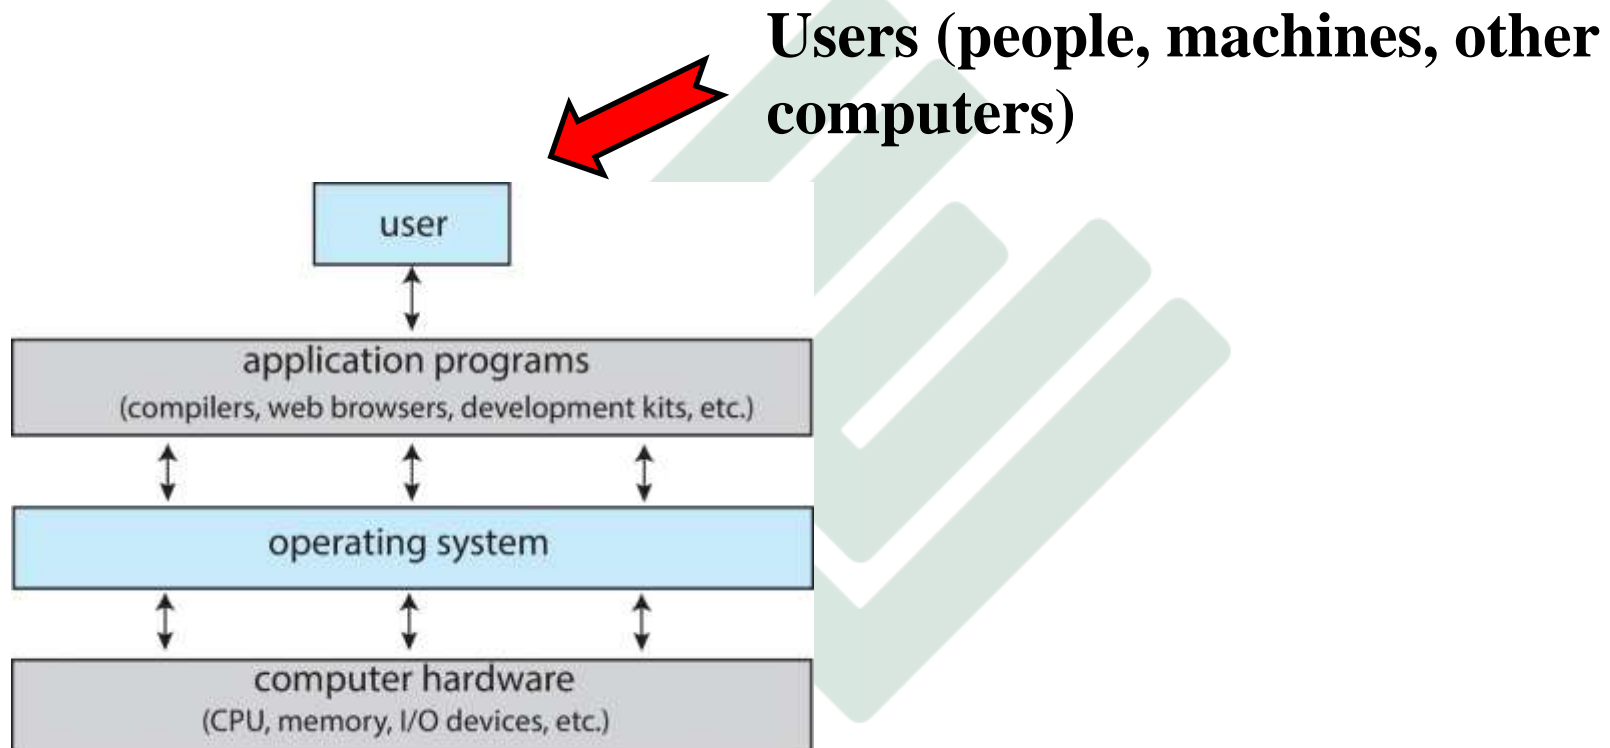 Users (people, machines, other
computers)
user
application programs
(compilers, web browsers, development kits, etc.)
operating system
computer hardware
(CPU, memory, I/O devices, etc.)